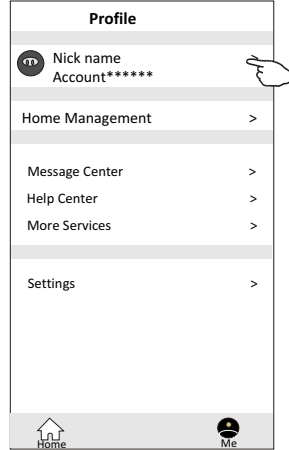 Profile
Nick name
Account******
Home Management >
Message Center >
Help Center >
More Services >
Settings >
Home Me